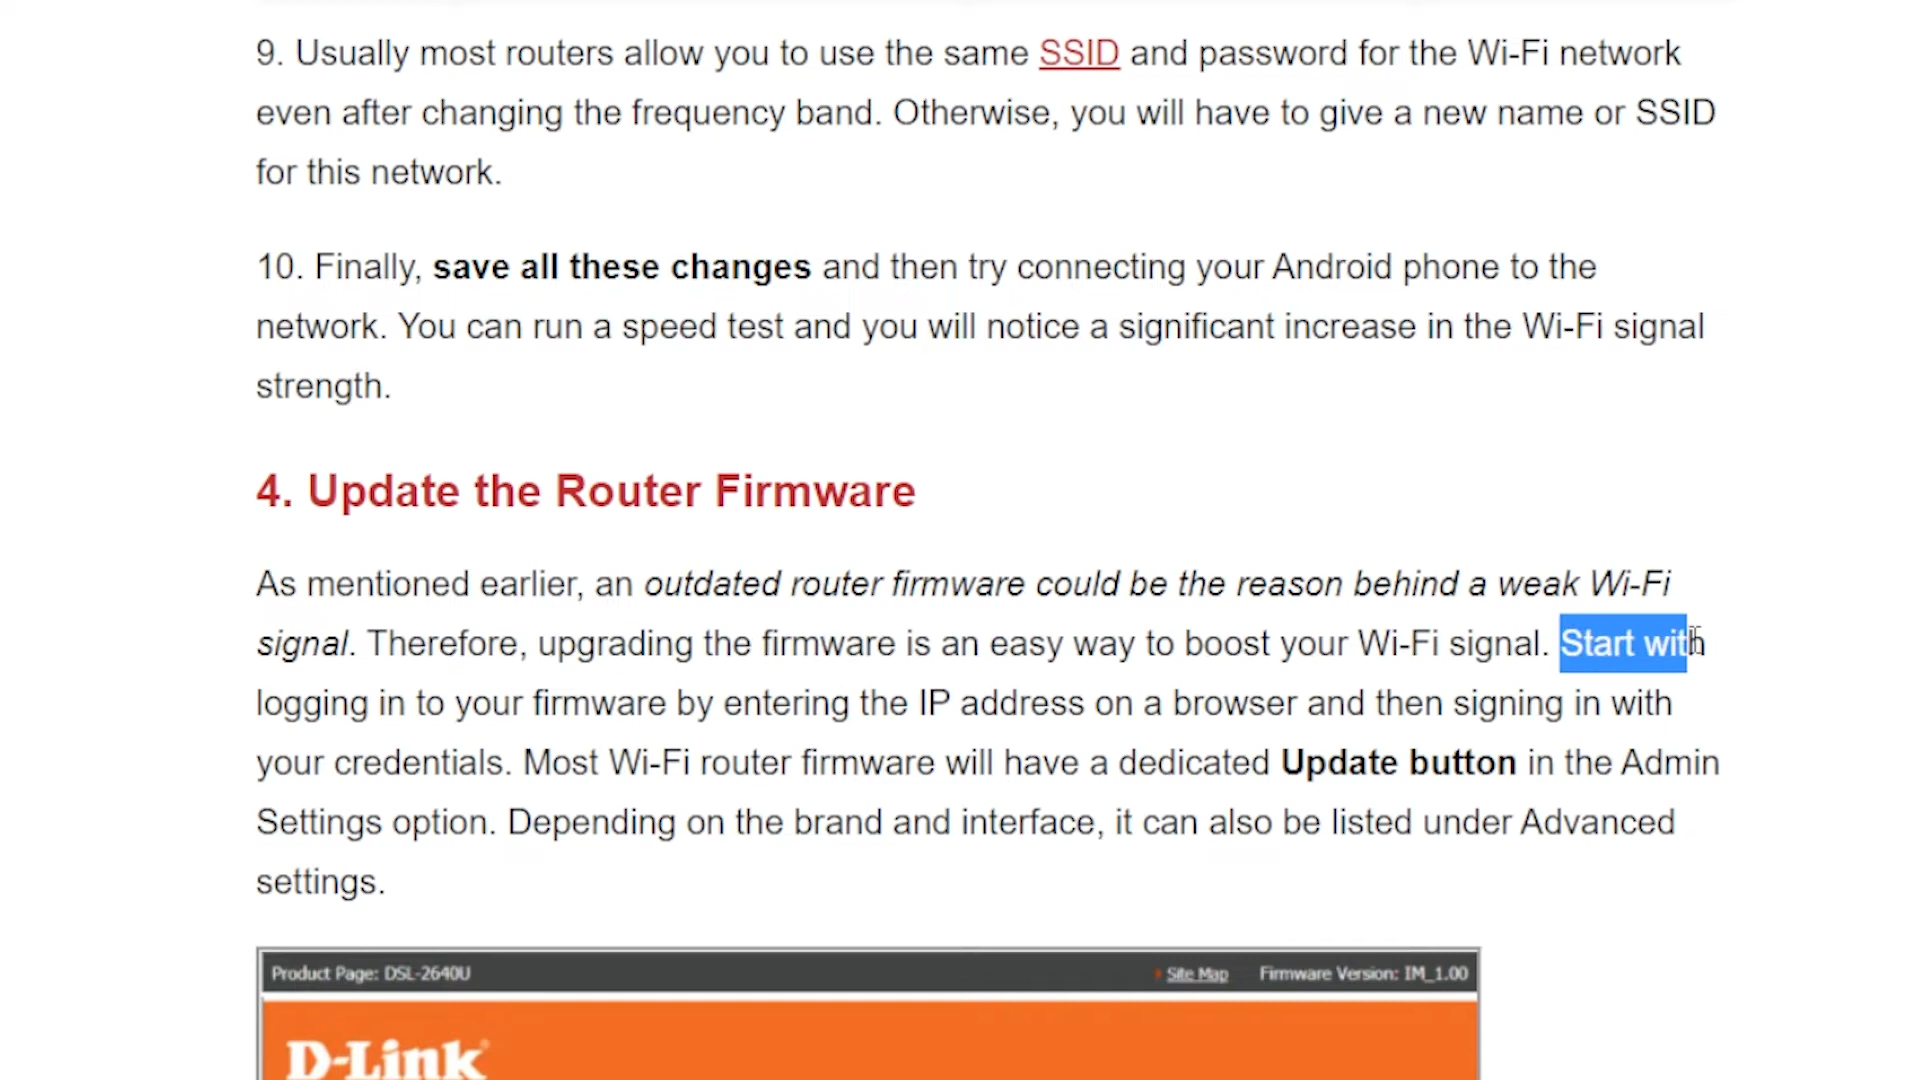 9. Usually most routers allow you to use the same SSID and password for the Wi-Fi network
even after changing the frequency band. Otherwise, you will have to give a new name or SSID
for this network.
10. Finally, save all these changes and then try connecting your Android phone to the
network. You can run a speed test and you will notice a significant increase in the Wi-Fi signal
strength.
4. Update the Router Firmware
As mentioned earlier, an outdated router firmware could be the reason behind a weak Wi-Fi
signal. Therefore, upgrading the firmware is an easy way to boost your Wi-Fi signal. Start with
logging in to your firmware by entering the IP address on a browser and then signing in with
your credentials. Most Wi-Fi router firmware will have a dedicated Update button in the Admin
Settings option. Depending on the brand and interface, it can also be listed under Advanced
settings.
Product Page: DSL-2640U Site Map Firmware Version: IM_1.00
D-Link